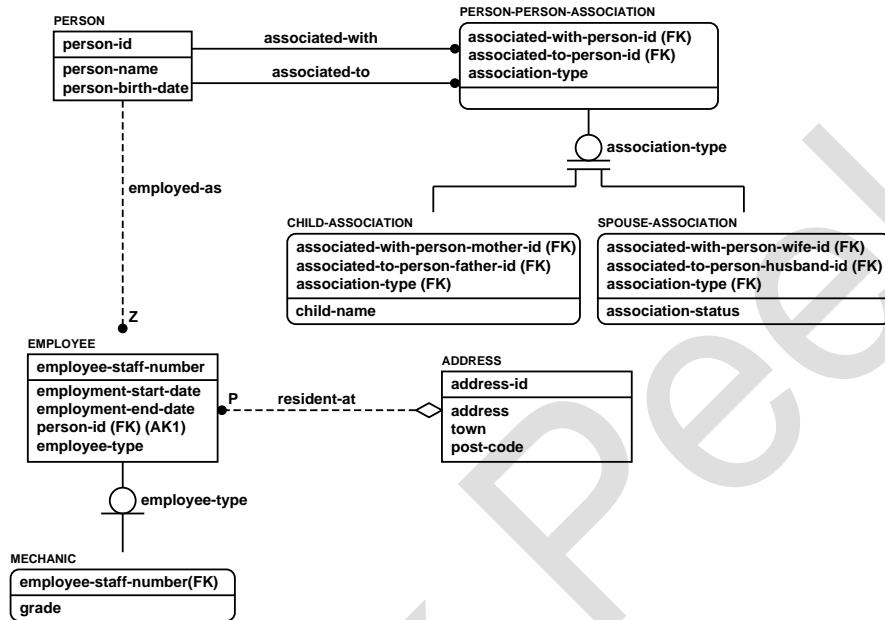 PERSON
person-id
person-name
person-birth-date
associated-with
associated-to
PERSON-PERSON-ASSOCIATION
associated-with-person-id (FK)
associated-to-person-id (FK)
association-type
association-type
employed-as
Z
CHILD-ASSOCIATION
associated-with-person-mother-id (FK)
associated-to-person-father-id (FK)
association-type (FK)
child-name
SPOUSE-ASSOCIATION
associated-with-person-wife-id (FK)
associated-to-person-husband-id (FK)
association-type (FK)
association-status
EMPLOYEE
employee-staff-number
employment-start-date
employment-end-date
person-id (FK) (AK1)
employee-type
P
resident-at
ADDRESS
address-id
address
town
post-code
employee-type
MECHANIC
employee-staff-number(FK)
grade
Peel